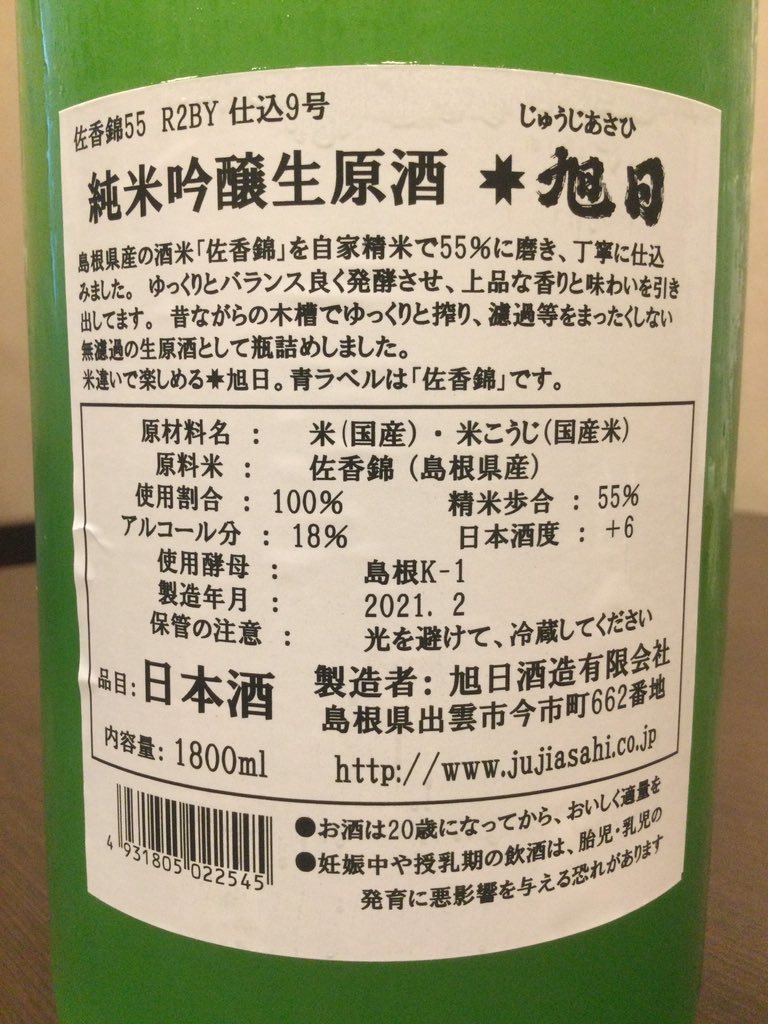 佐香錦55 R2BY 仕込9号
じゅうじあさひ
純米吟醸生原酒 ✷旭日
島根県産の酒米「佐香錦」を自家精米で55%に磨き、丁寧に仕込
みました。 ゆっくりとバランス良く発酵させ、上品な香りと味わいを引き
出してます。 昔ながらの木槽でゆっくりと搾り、濾過等をまったくしない
無濾過の生原酒として瓶詰めしました。
米違いで楽しめる✷旭日。青ラベルは「佐香錦」です。
原材料名 : 米(国産)・米こうじ(国産米)
原料米 : 佐香錦 (島根県産)
使用割合 : 100% 精米歩合 : 55%
アルコール分 : 18% 日本酒度 : +6
使用酵母 : 島根K-1
製造年月 : 2021. 2
保管の注意 : 光を避けて、冷蔵してください
品目:日本酒 製造者: 旭日酒造有限会社
島根県出雲市今市町662番地
内容量: 1800ml http://www.jujiasahi.co.jp
●お酒は20歳になってから、おいしく適量を
●妊娠中や授乳期の飲酒は、胎児・乳児の
発育に悪影響を与える恐れがあります
4 931805 022545